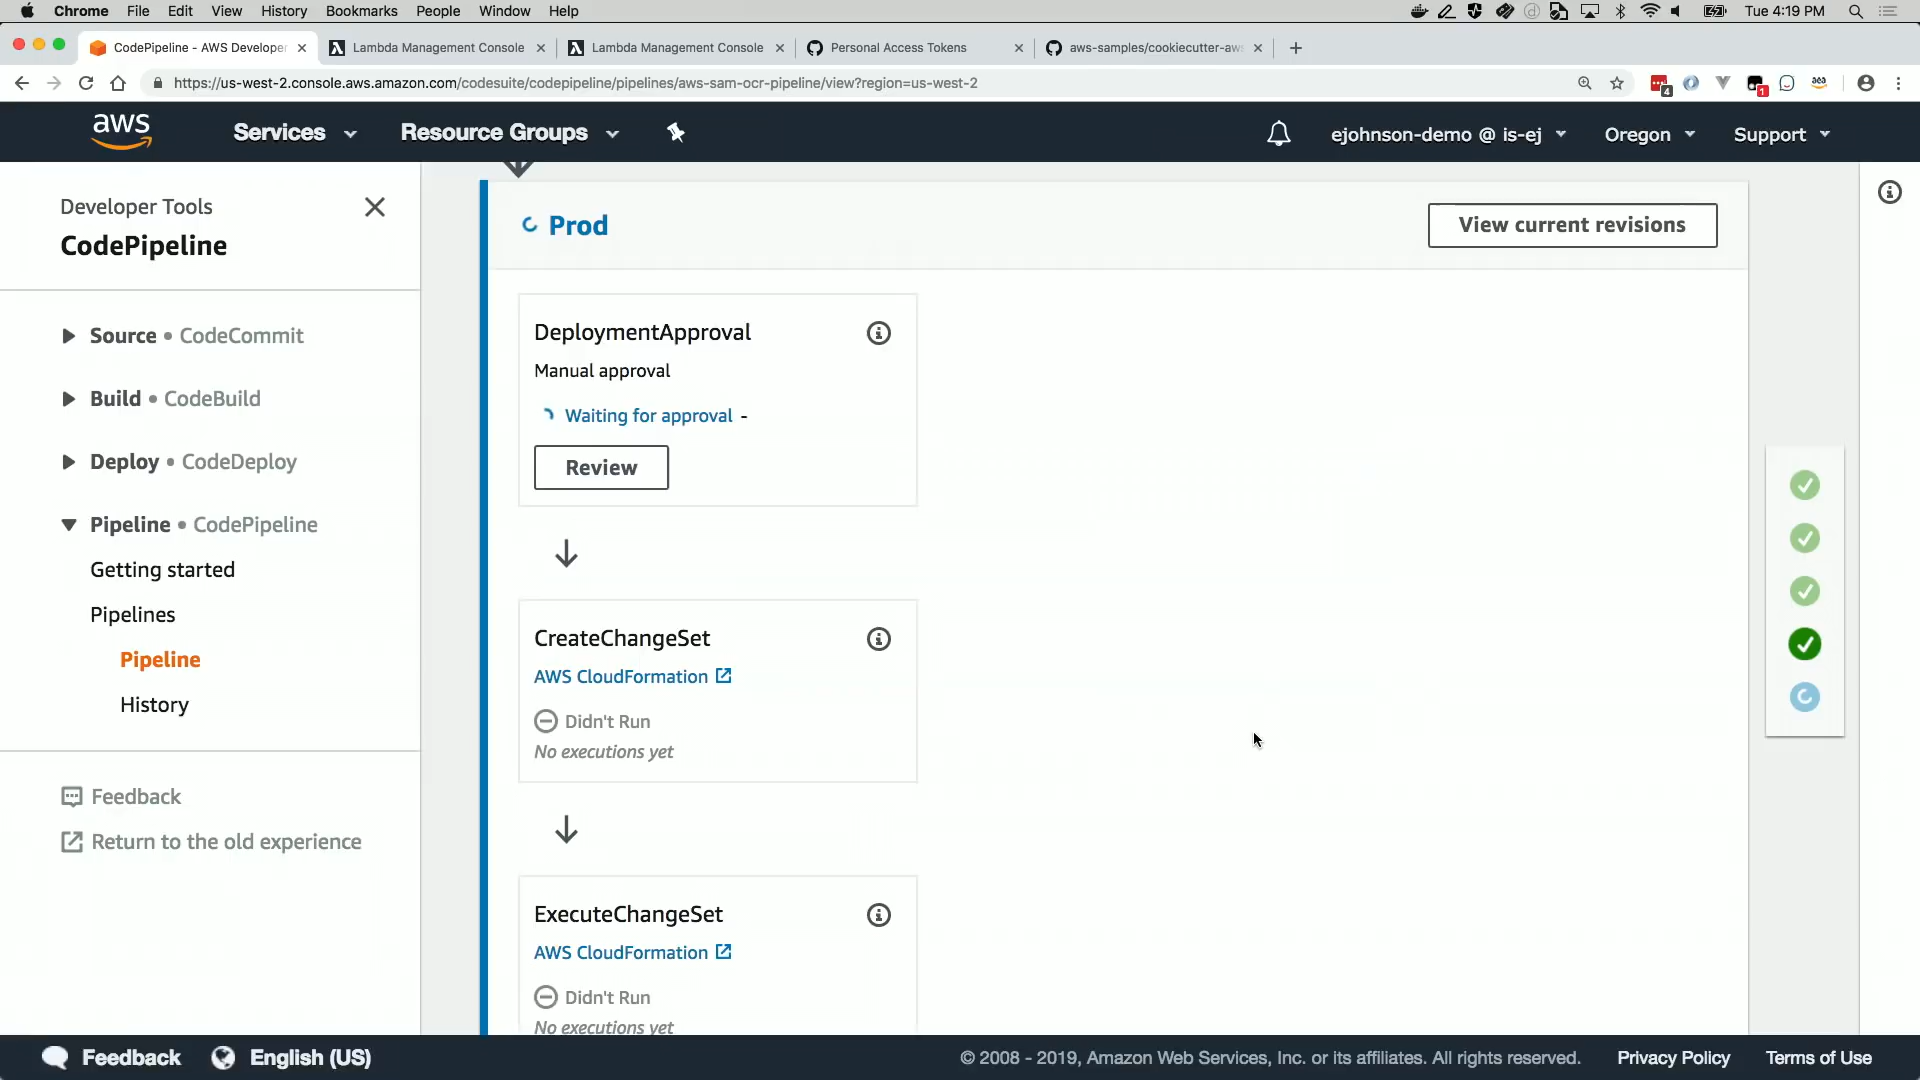 Chrome File Edit View History Bookmarks People Window Help Tue 4:19 PM
CodePipeline - AWS Developer Lambda Management Console Lambda Management Console Personal Access Tokens aws-samples/cookiecutter-aws
https://us-west-2.console.aws.amazon.com/codesuite/codepipeline/pipelines/aws-sam-ocr-pipeline/view?region=us-west-2
4 1
aws Services Resource Groups ejohnson-demo @ is-ej Oregon Support
Developer Tools
CodePipeline
Source • CodeCommit
Build • CodeBuild
Deploy • CodeDeploy
Pipeline • CodePipeline
Getting started
Pipelines
Pipeline
History
Feedback
Return to the old experience
Prod
View current revisions
DeploymentApproval
Manual approval
Waiting for approval -
Review
CreateChangeSet
AWS CloudFormation
Didn't Run
No executions yet
ExecuteChangeSet
AWS CloudFormation
Didn't Run
No executions yet
Feedback English (US) © 2008 - 2019, Amazon Web Services, Inc. or its affiliates. All rights reserved. Privacy Policy Terms of Use